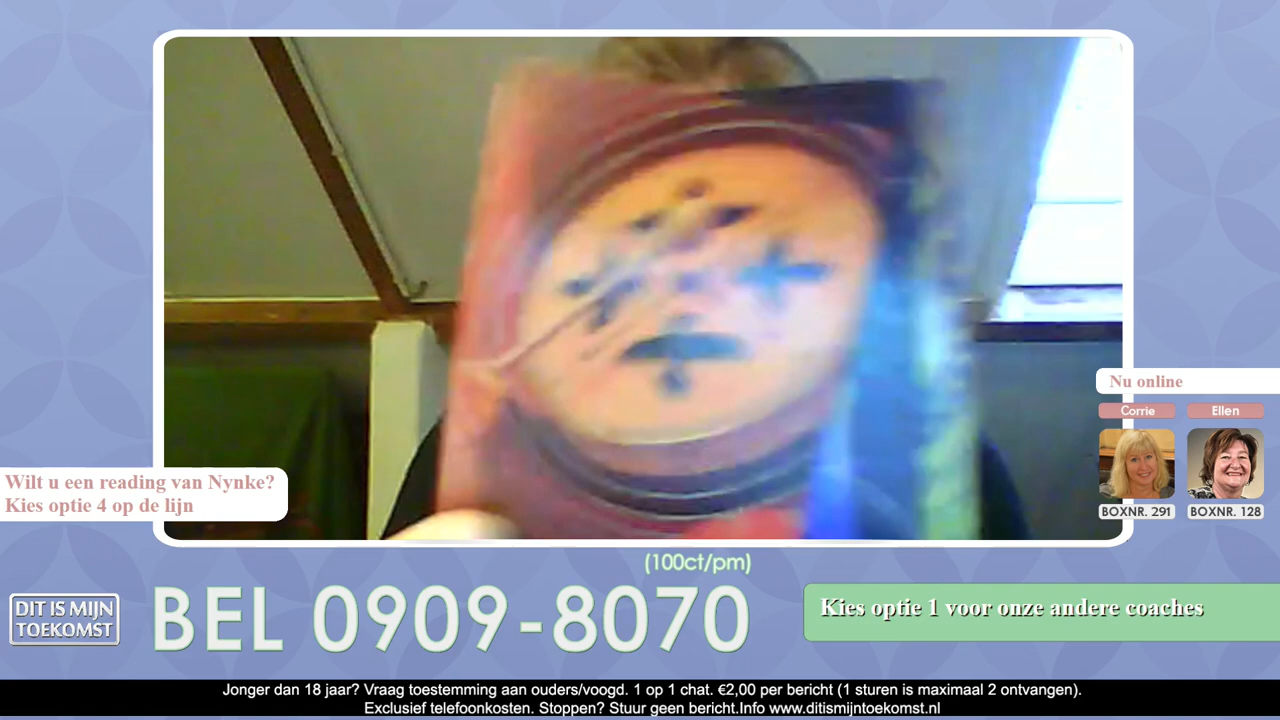 Nu online
Corrie
Ellen
BOXNR. 291
BOXNR. 128
Wilt u een reading van Nynke?
Kies optie 4 op de lijn
(100ct/pm)
DIT IS MIJN
TOEKOMST
BEL 0909-8070
Kies optie 1 voor onze andere coaches
Jonger dan 18 jaar? Vraag toestemming aan ouders/voogd. 1 op 1 chat. €2,00 per bericht (1 sturen is maximaal 2 ontvangen).
Exclusief telefoonkosten. Stoppen? Stuur geen bericht.Info www.ditismijntoekomst.nl